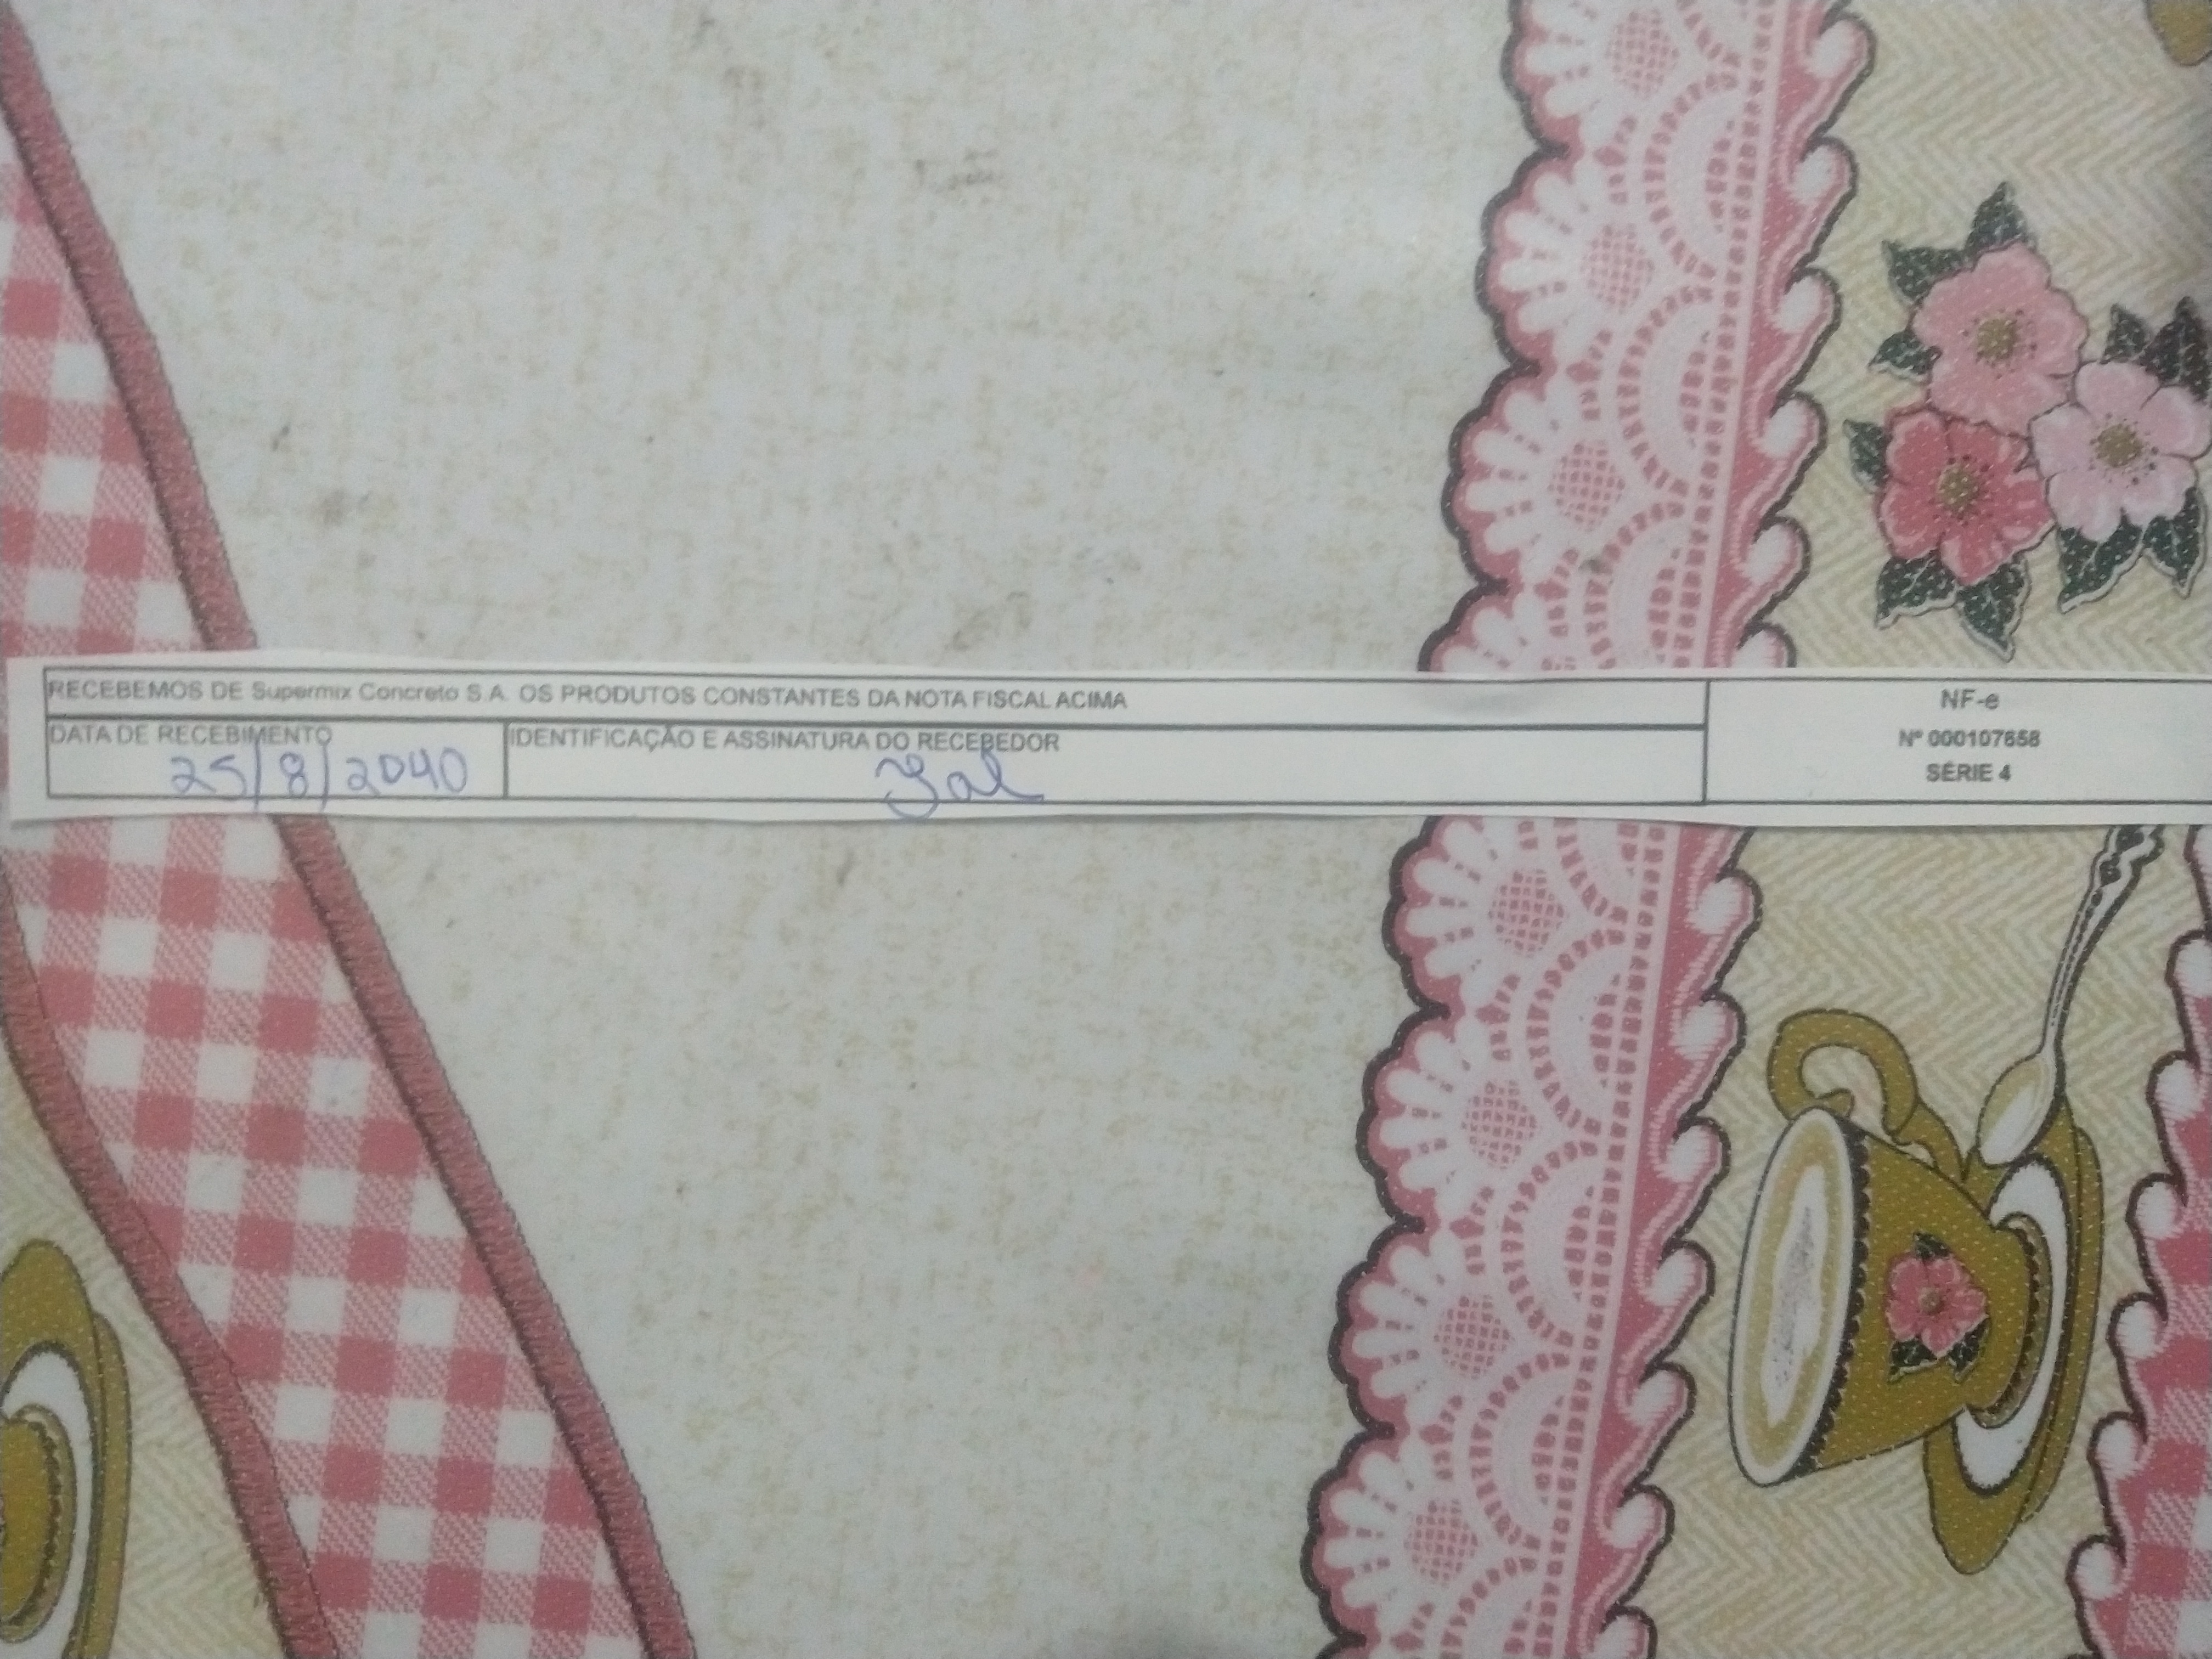 RECEBEMOS DE Supermix Concreto S.A. OS PRODUTOS CONSTANTES DA NOTA FISCAL ACIMA
DATA DE RECEBIMENTO
25/8/2040
IDENTIFICAÇÃO E ASSINATURA DO RECEBEDOR
NF-e
Nº 000107658
SÉRIE 4